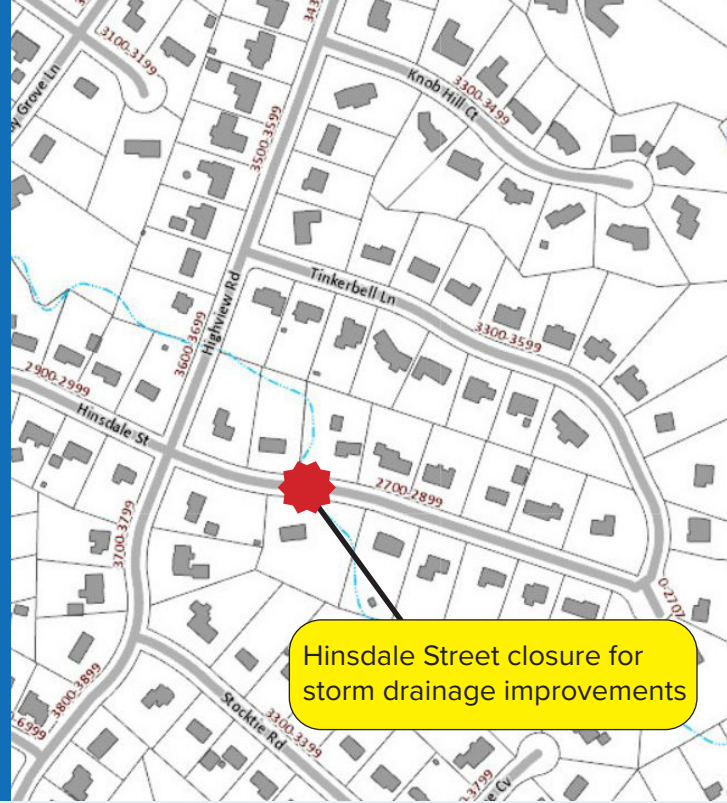 3100-3199
3500-3599
Knob Hill Ct
3300-3499
Tinkerbell Ln
3300-3599
Highview Rd
3600-3699
2900-2999
Hinsdale St
2700-2899
3700-3799
0-2707
Hinsdale Street closure for
storm drainage improvements
3800-3899
Stocktie Rd
3300-3399